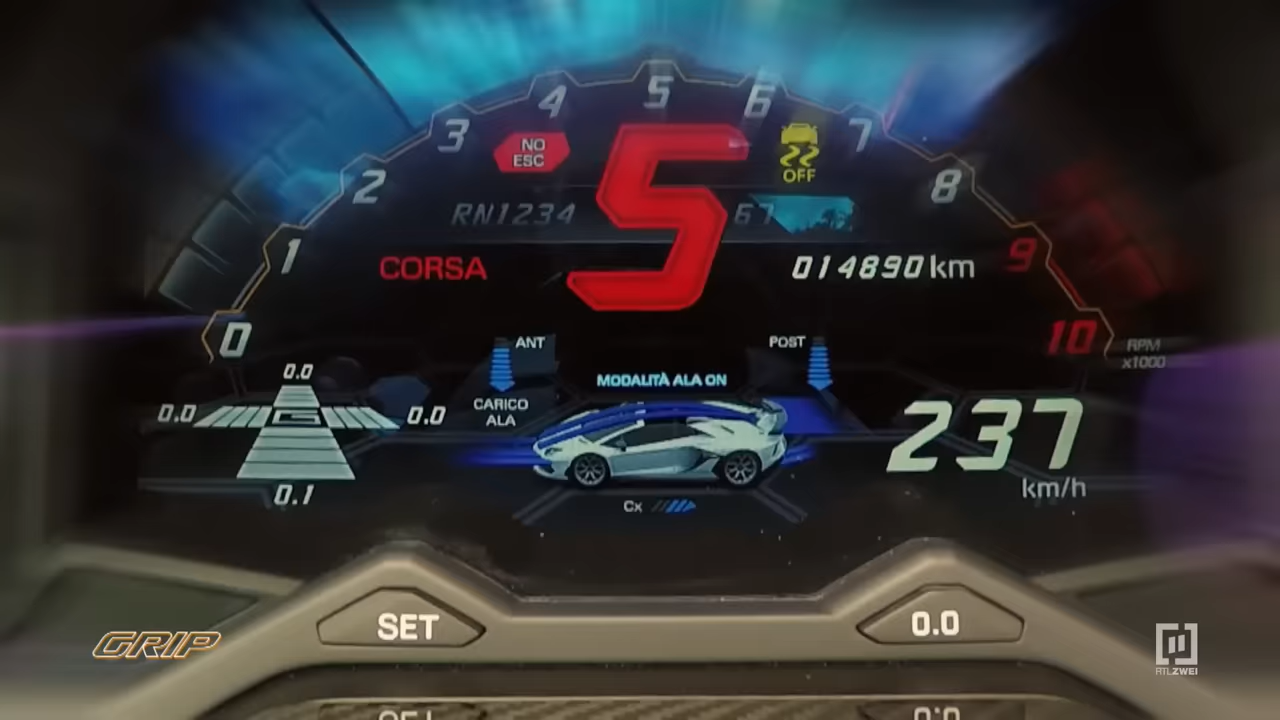 5
4
6
3
7
NO
ESC
5
OFF
2
8
RN1234
67
1
CORSA
014890 km
9
0
10
RPM
x1000
ANT
POST
0.0
MODALITÀ ALA ON
0.0
G
0.0
CARICO
ALA
237
km/h
0.1
Cx
SET
0.0
GRIP
RTLZWEI